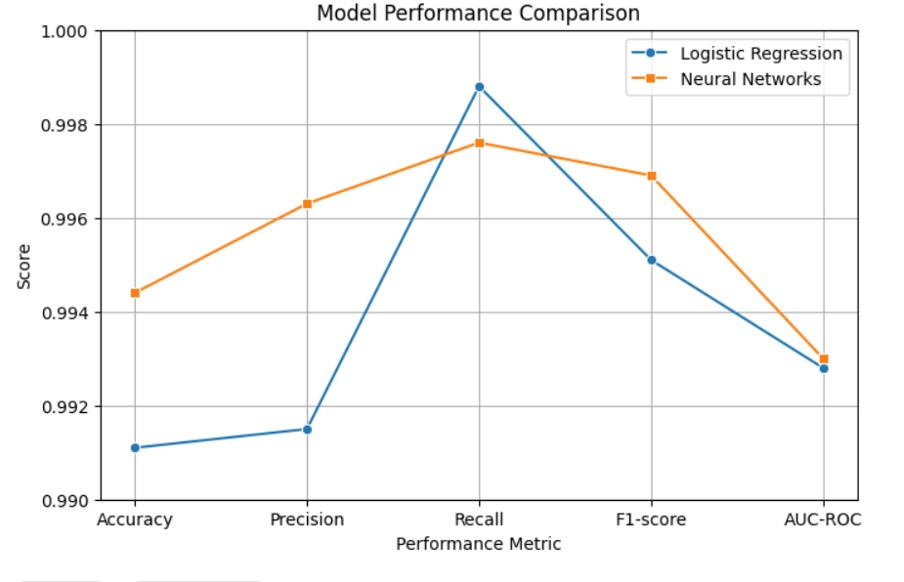 Model Performance Comparison
Logistic Regression
Neural Networks
1.000
0.998
0.996
0.994
0.992
0.990
Score
Accuracy Precision Recall F1-score AUC-ROC
Performance Metric